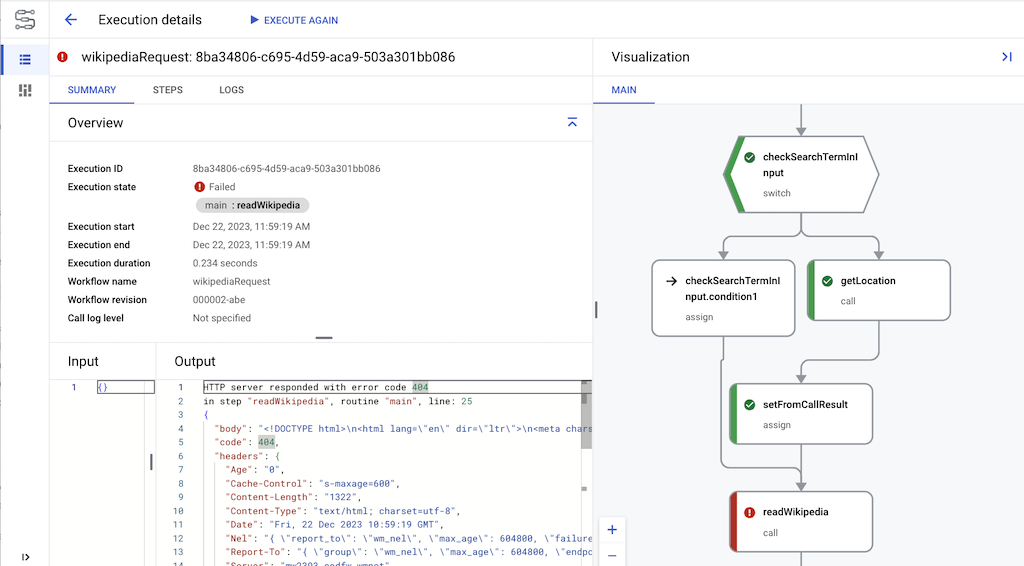 Execution details
EXECUTE AGAIN
wikipediaRequest: 8ba34806-c695-4d59-aca9-503a301bb086
SUMMARY STEPS LOGS
Overview
Execution ID 8ba34806-c695-4d59-aca9-503a301bb086
Execution state Failed
main : readWikipedia
Execution start Dec 22, 2023, 11:59:19 AM
Execution end Dec 22, 2023, 11:59:19 AM
Execution duration 0.234 seconds
Workflow name wikipediaRequest
Workflow revision 000002-abe
Call log level Not specified
Input
1 {}
Output
1 HTTP server responded with error code 404
2 in step "readWikipedia", routine "main", line: 25
3 {
4 "body": "<!DOCTYPE html>\n<html lang=\"en\" dir=\"ltr\">\n<meta chars
5 "code": 404,
6 "headers": {
7 "Age": "0",
8 "Cache-Control": "s-maxage=600",
9 "Content-Length": "1322",
10 "Content-Type": "text/html; charset=utf-8",
11 "Date": "Fri, 22 Dec 2023 10:59:19 GMT",
12 "Nel": "{ \"report_to\": \"wm_nel\", \"max_age\": 604800, \"failure
13 "Report-To": "{ \"group\": \"wm_nel\", \"max_age\": 604800, \"endpo
Visualization
MAIN
checkSearchTermInI
nput
switch
checkSearchTermInI
nput.condition1
assign
getLocation
call
setFromCallResult
assign
readWikipedia
call